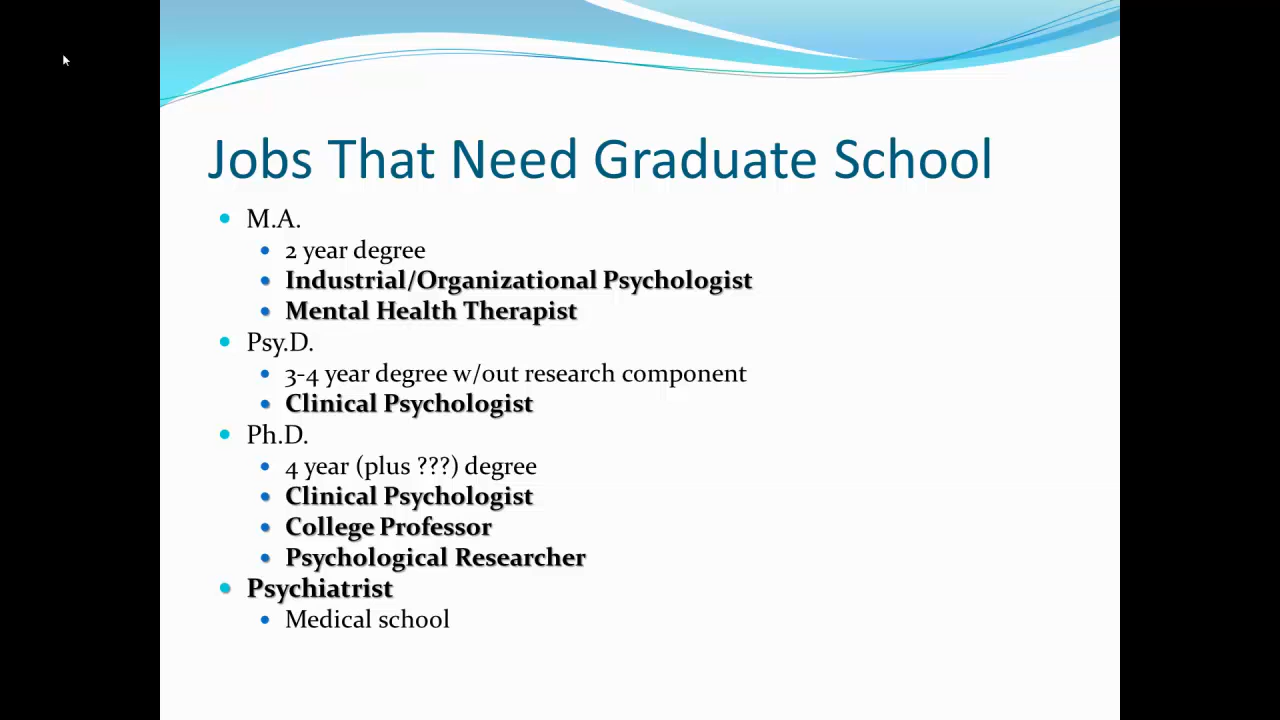 Jobs That Need Graduate School
M.A.
2 year degree
Industrial/Organizational Psychologist
Mental Health Therapist
Psy.D.
3-4 year degree w/out research component
Clinical Psychologist
Ph.D.
4 year (plus ???) degree
Clinical Psychologist
College Professor
Psychological Researcher
Psychiatrist
Medical school